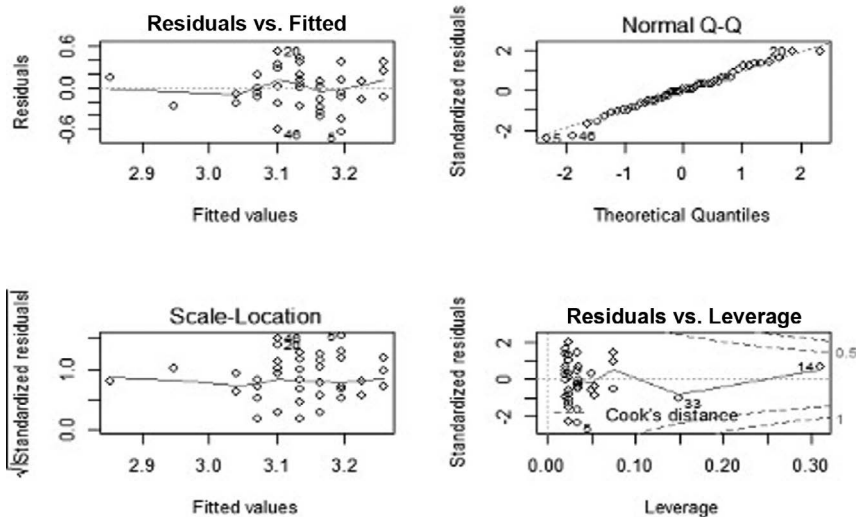 Residuals vs. Fitted
Residuals
0.6
0.0
-0.6
20
46
5
2.9 3.0 3.1 3.2
Fitted values
Normal Q-Q
Standardized residuals
2
0
-2
20
5 46
-2 -1 0 1 2
Theoretical Quantiles
Scale-Location
√|Standardized residuals|
1.0
0.0
46
5
20
2.9 3.0 3.1 3.2
Fitted values
Residuals vs. Leverage
Standardized residuals
2
0
-2
0.5
14
33
Cook's distance
5
1
0.00 0.10 0.20 0.30
Leverage